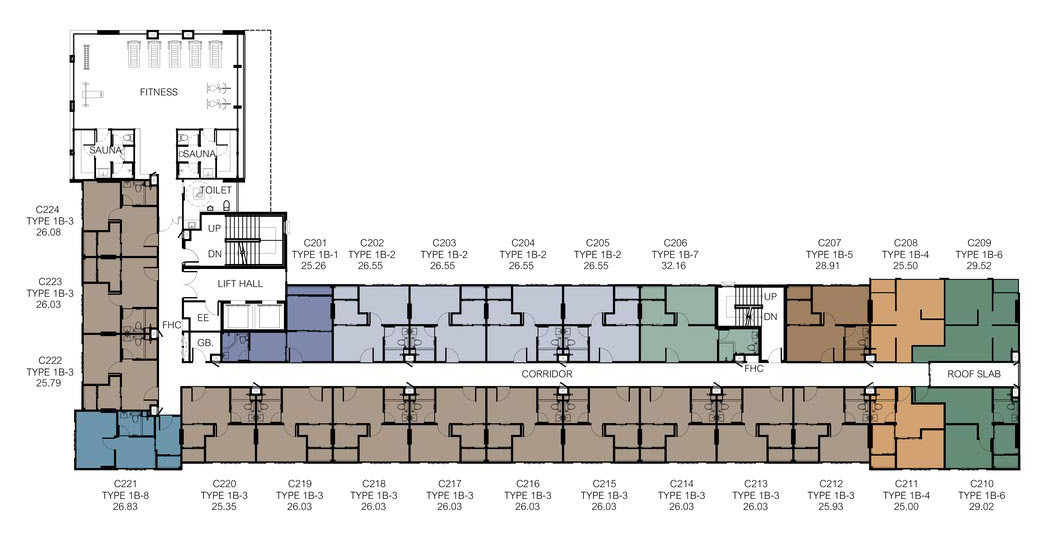 FITNESS
SAUNA
SAUNA
TOILET
UP
DN
LIFT HALL
EE
FHC
GB.
C224
TYPE 1B-3
26.08
C223
TYPE 1B-3
26.03
C222
TYPE 1B-3
25.79
C201
TYPE 1B-1
25.26
C202
TYPE 1B-2
26.55
C203
TYPE 1B-2
26.55
C204
TYPE 1B-2
26.55
C205
TYPE 1B-2
26.55
C206
TYPE 1B-7
32.16
C207
TYPE 1B-5
28.91
C208
TYPE 1B-4
25.50
C209
TYPE 1B-6
29.52
UP
DN
FHC
CORRIDOR
ROOF SLAB
C221
TYPE 1B-8
26.83
C220
TYPE 1B-3
25.35
C219
TYPE 1B-3
26.03
C218
TYPE 1B-3
26.03
C217
TYPE 1B-3
26.03
C216
TYPE 1B-3
26.03
C215
TYPE 1B-3
26.03
C214
TYPE 1B-3
26.03
C213
TYPE 1B-3
26.03
C212
TYPE 1B-3
25.93
C211
TYPE 1B-4
25.00
C210
TYPE 1B-6
29.02